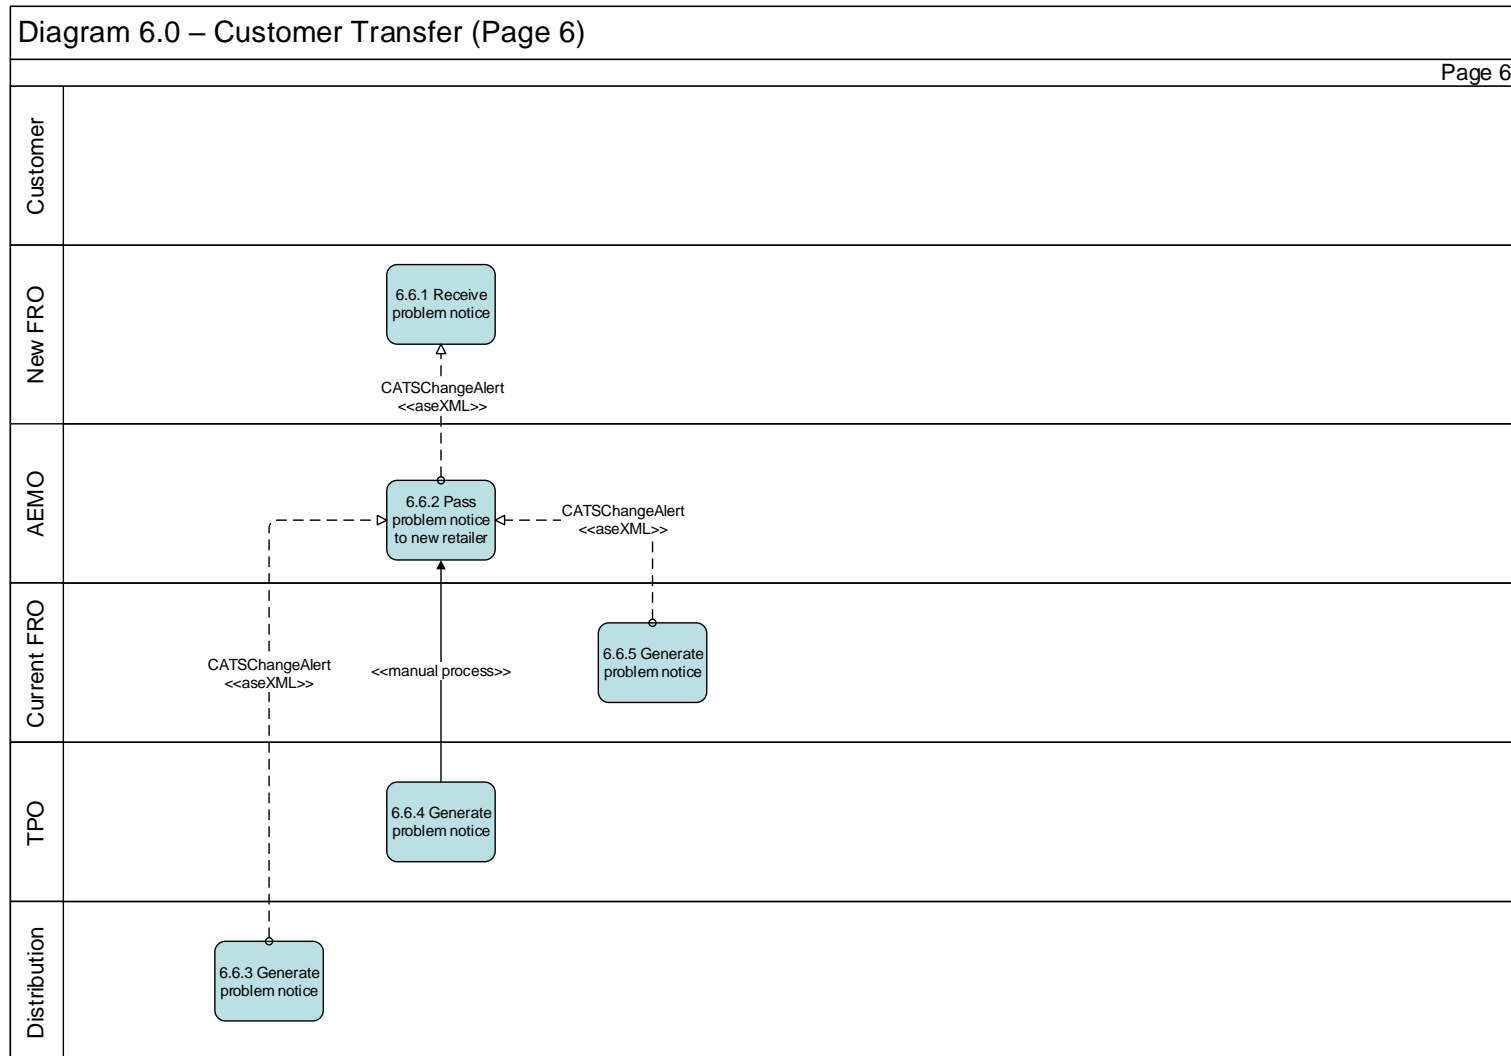 Diagram 6.0 – Customer Transfer (Page 6)
Page 6
Customer
New FRO
6.6.1 Receive
problem notice
CATSChangeAlert
<<aseXML>>
AEMO
6.6.2 Pass
problem notice
to new retailer
CATSChangeAlert
<<aseXML>>
Current FRO
CATSChangeAlert
<<aseXML>>
<<manual process>>
6.6.5 Generate
problem notice
TPO
6.6.4 Generate
problem notice
Distribution
6.6.3 Generate
problem notice